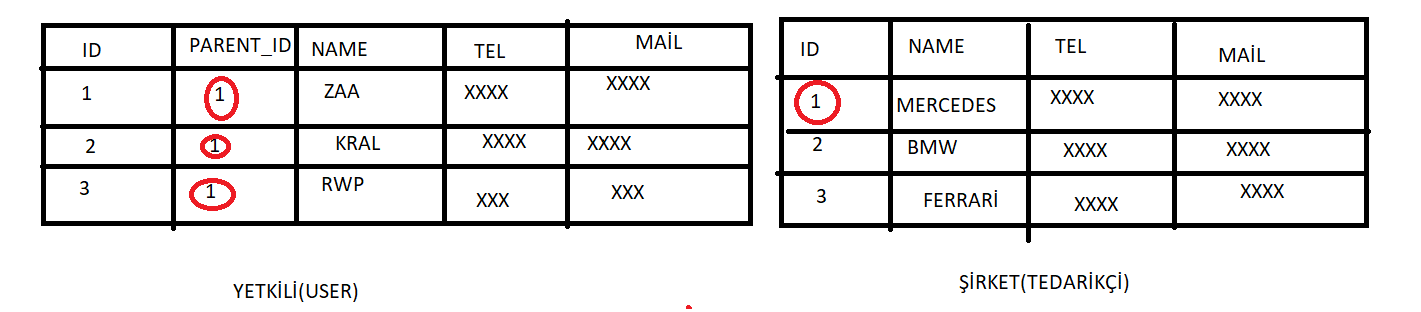 ID PARENT_ID NAME TEL MAİL
1 1 ZAA XXXX XXXX
2 1 KRAL XXXX XXXX
3 1 RWP XXX XXX
YETKİLİ(USER)
ID NAME TEL MAİL
1 MERCEDES XXXX XXXX
2 BMW XXXX XXXX
3 FERRARİ XXXX XXXX
ŞİRKET(TEDARİKÇİ)